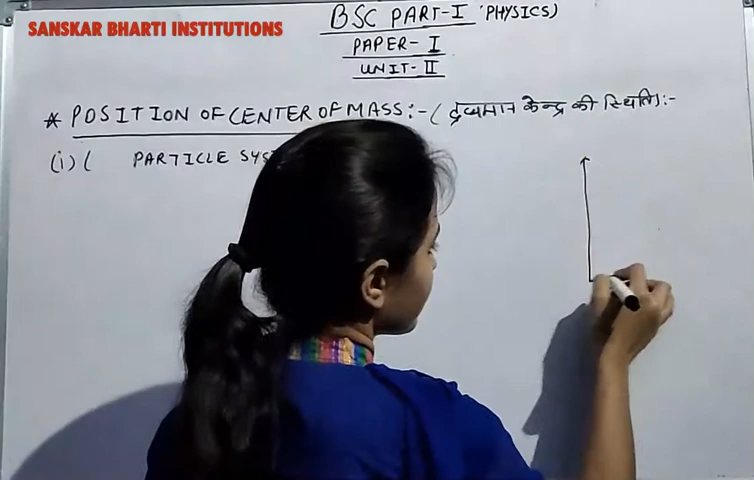 SANSKAR BHARTI INSTITUTIONS
BSC PART-I (PHYSICS)
PAPER-I
UNIT-II
* POSITION OF CENTER OF MASS:-( द्रव्यमान केन्द्र की स्थिति):-
(i) ( PARTICLE SYS